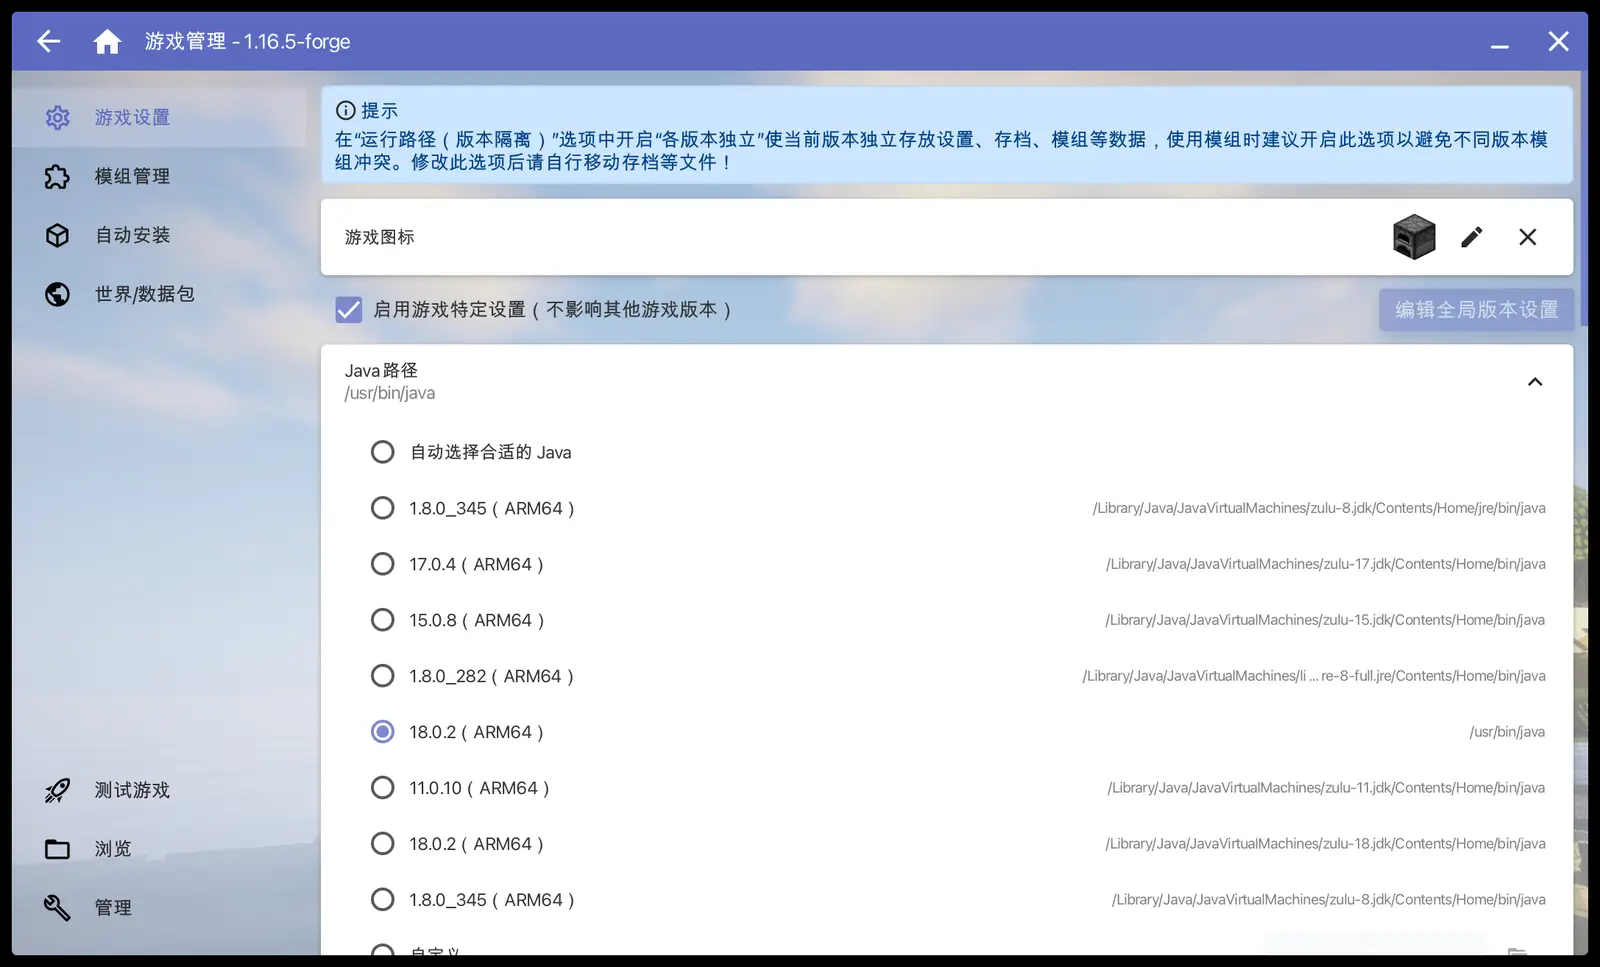 游戏管理 - 1.16.5-forge
游戏设置
模组管理
自动安装
世界/数据包
测试游戏
浏览
管理
提示
在“运行路径（版本隔离）”选项中开启“各版本独立”使当前版本独立存放设置、存档、模组等数据，使用模组时建议开启此选项以避免不同版本模
组冲突。修改此选项后请自行移动存档等文件！
游戏图标
启用游戏特定设置（不影响其他游戏版本）
编辑全局版本设置
Java 路径
/usr/bin/java
自动选择合适的 Java
1.8.0_345（ARM64） /Library/Java/JavaVirtualMachines/zulu-8.jdk/Contents/Home/jre/bin/java
17.0.4（ARM64） /Library/Java/JavaVirtualMachines/zulu-17.jdk/Contents/Home/bin/java
15.0.8（ARM64） /Library/Java/JavaVirtualMachines/zulu-15.jdk/Contents/Home/bin/java
1.8.0_282（ARM64） /Library/Java/JavaVirtualMachines/li ... re-8-full.jre/Contents/Home/bin/java
18.0.2（ARM64） /usr/bin/java
11.0.10（ARM64） /Library/Java/JavaVirtualMachines/zulu-11.jdk/Contents/Home/bin/java
18.0.2（ARM64） /Library/Java/JavaVirtualMachines/zulu-18.jdk/Contents/Home/bin/java
1.8.0_345（ARM64） /Library/Java/JavaVirtualMachines/zulu-8.jdk/Contents/Home/bin/java
自定义